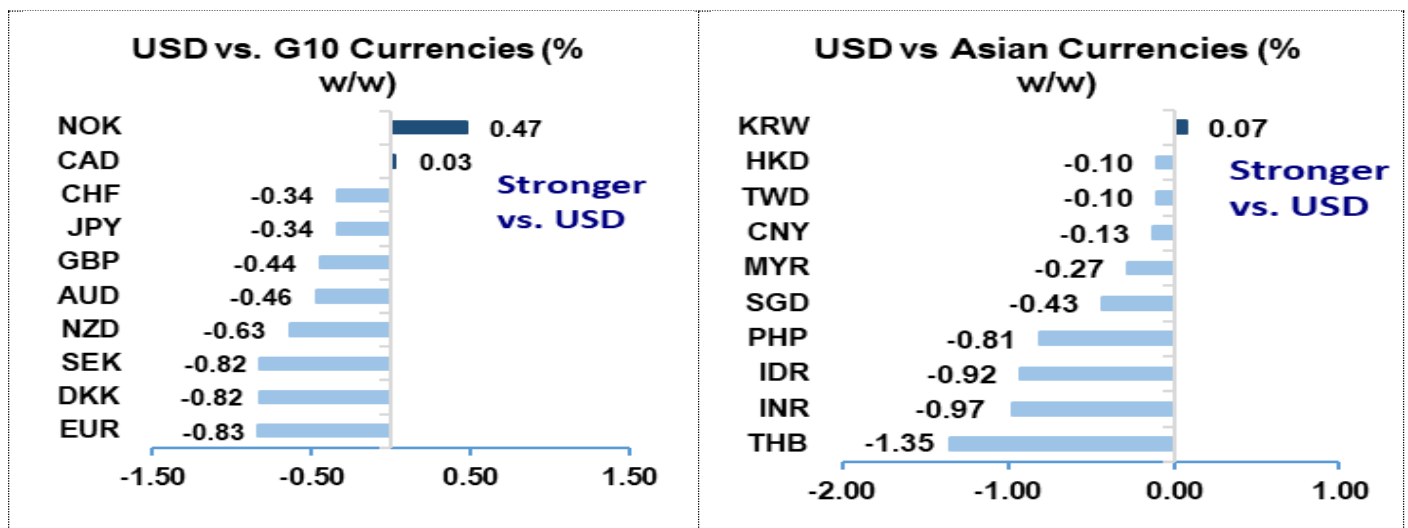 USD vs. G10 Currencies (%
w/w)
NOK 0.47
CAD 0.03
CHF -0.34
JPY -0.34
GBP -0.44
AUD -0.46
NZD -0.63
SEK -0.82
DKK -0.82
EUR -0.83
Stronger
vs. USD
-1.50 -0.50 0.50 1.50
USD vs Asian Currencies (%
w/w)
KRW 0.07
HKD -0.10
TWD -0.10
CNY -0.13
MYR -0.27
SGD -0.43
PHP -0.81
IDR -0.92
INR -0.97
THB -1.35
Stronger
vs. USD
-2.00 -1.00 0.00 1.00